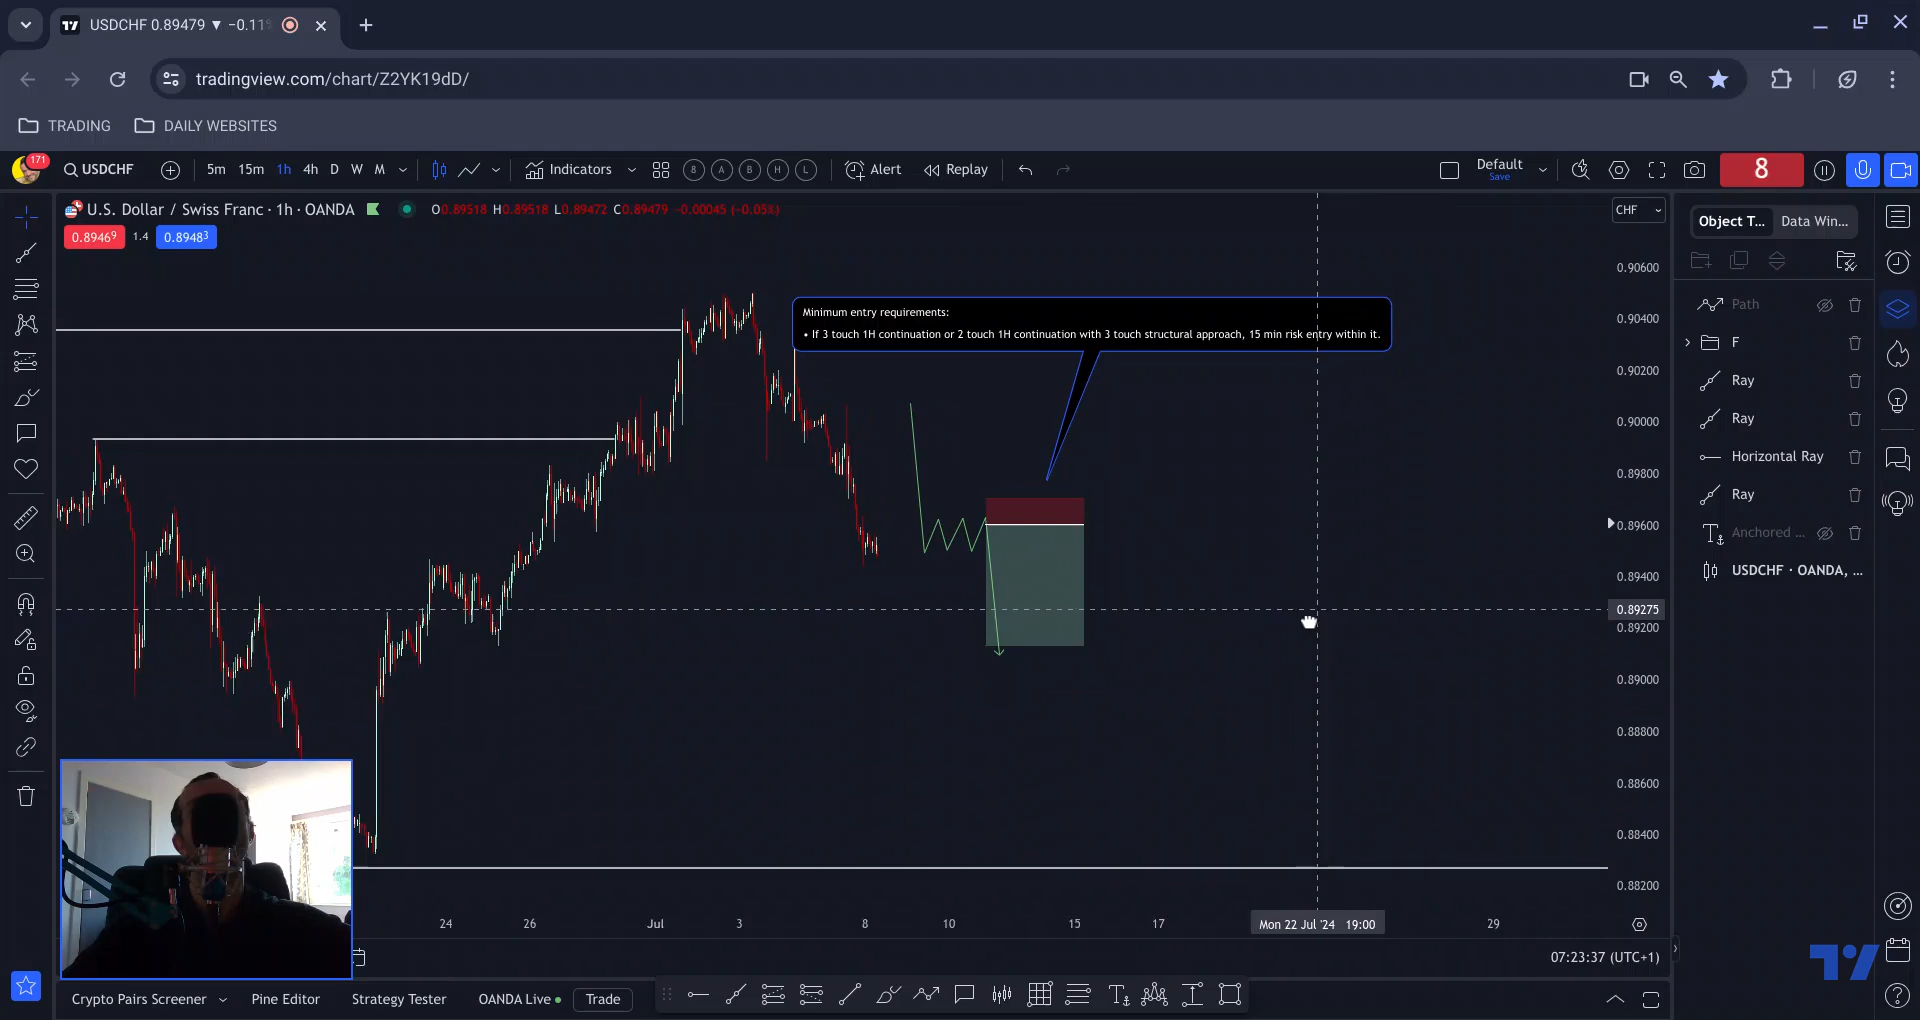 USDCHF 0.89479 ▼ −0.11%
tradingview.com/chart/Z2YK19dD/
TRADING
DAILY WEBSITES
171
USDCHF
5m 15m 1h 4h D W M
Indicators
8 A B H L
Alert
Replay
Default
Save
8
U.S. Dollar / Swiss Franc · 1h · OANDA
O0.89518 H0.89518 L0.89472 C0.89479 −0.00045 (−0.05%)
0.89469
1.4
0.89483
CHF
Object T...
Data Win...
Minimum entry requirements:
• If 3 touch 1H continuation or 2 touch 1H continuation with 3 touch structural approach, 15 min risk entry within it.
0.90600
0.90400
0.90200
0.90000
0.89800
0.89600
0.89400
0.89275
0.89200
0.89000
0.88800
0.88600
0.88400
0.88200
Path
F
Ray
Ray
Horizontal Ray
Ray
Anchored ...
USDCHF · OANDA, ...
24 26 Jul 3 8 10 15 17
Mon 22 Jul '24 19:00
29
07:23:37 (UTC+1)
Crypto Pairs Screener
Pine Editor
Strategy Tester
OANDA Live
Trade